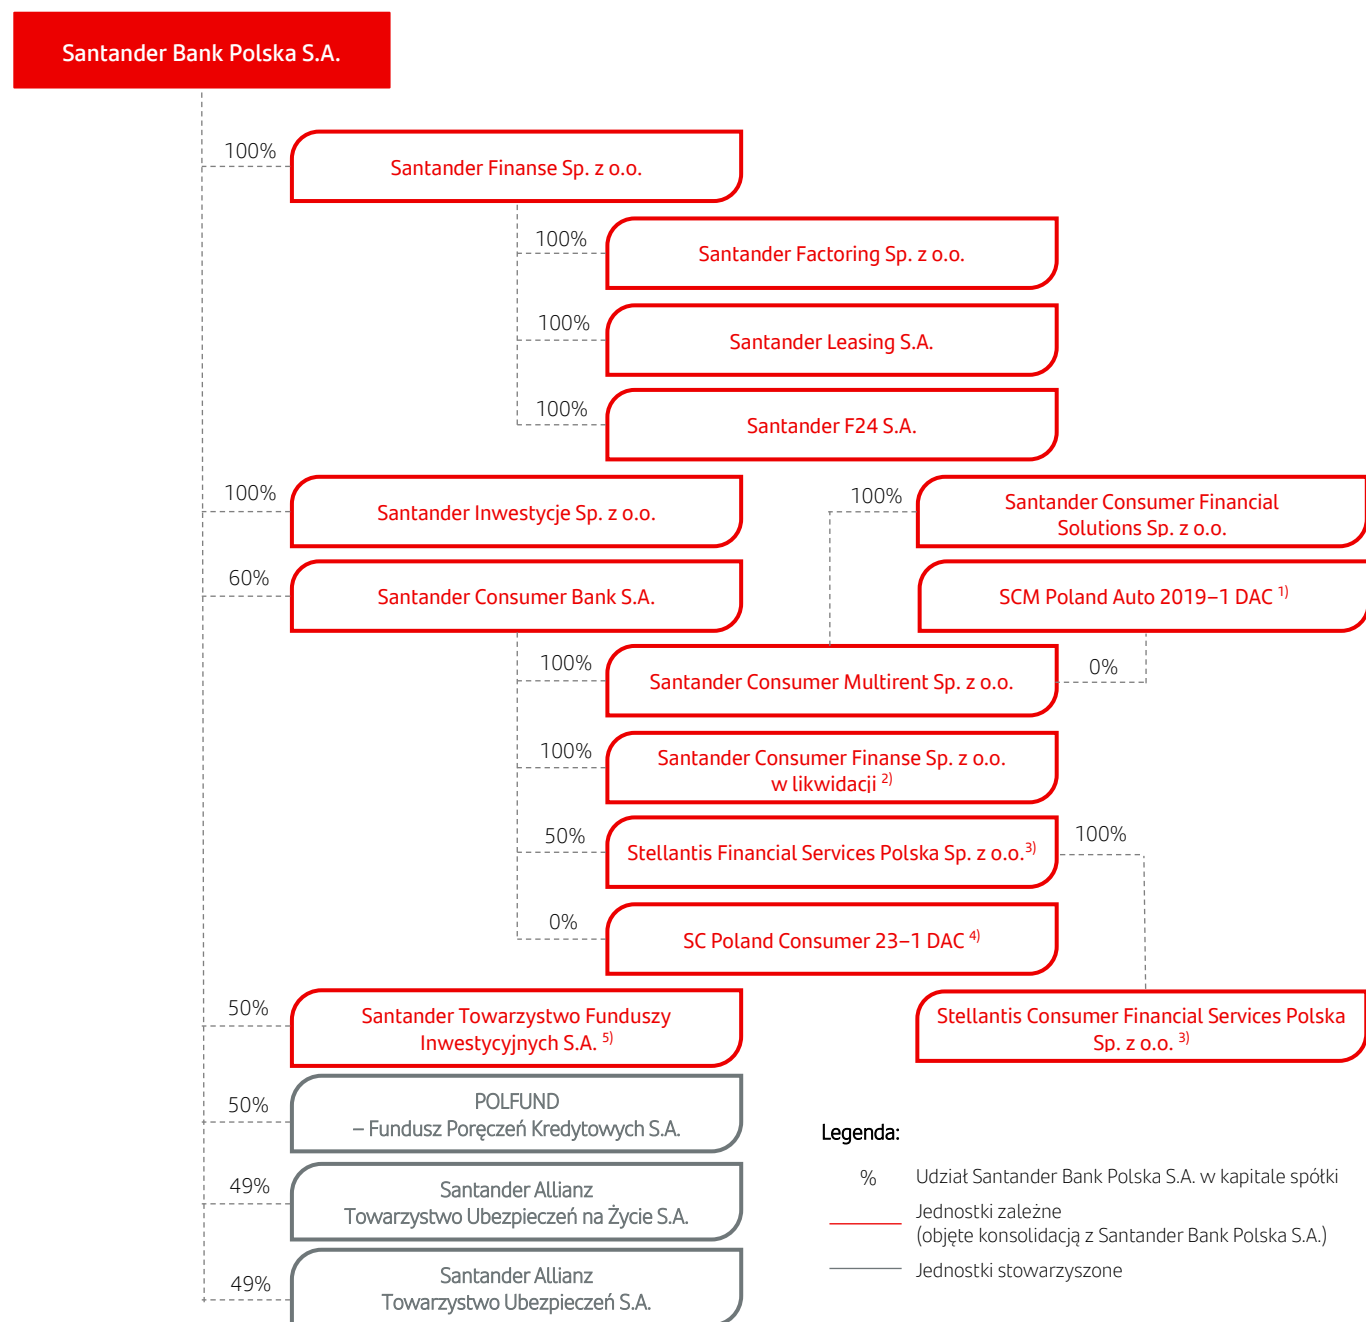 Santander Bank Polska S.A.
100%
Santander Finanse Sp. z o.o.
100%
Santander Factoring Sp. z o.o.
100%
Santander Leasing S.A.
100%
Santander F24 S.A.
100%
Santander Inwestycje Sp. z o.o.
100%
Santander Consumer Financial
Solutions Sp. z o.o.
60%
Santander Consumer Bank S.A.
SCM Poland Auto 2019–1 DAC 1)
100%
Santander Consumer Multirent Sp. z o.o.
0%
100%
Santander Consumer Finanse Sp. z o.o.
w likwidacji 2)
50%
Stellantis Financial Services Polska Sp. z o.o.3)
100%
0%
SC Poland Consumer 23–1 DAC 4)
50%
Santander Towarzystwo Funduszy
Inwestycyjnych S.A. 5)
Stellantis Consumer Financial Services Polska
Sp. z o.o. 3)
50%
POLFUND
– Fundusz Poręczeń Kredytowych S.A.
49%
Santander Allianz
Towarzystwo Ubezpieczeń na Życie S.A.
49%
Santander Allianz
Towarzystwo Ubezpieczeń S.A.
Legenda:
% Udział Santander Bank Polska S.A. w kapitale spółki
Jednostki zależne
(objęte konsolidacją z Santander Bank Polska S.A.)
Jednostki stowarzyszone